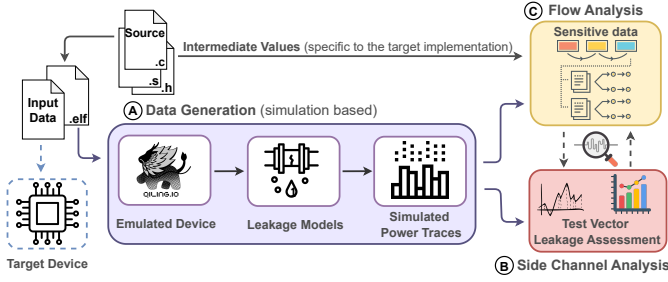 Source
.c
.s
.h
Intermediate Values (specific to the target implementation)
C Flow Analysis
Sensitive data
Input
Data
.elf
A Data Generation (simulation based)
QILING.IO
Emulated Device
Leakage Models
Simulated
Power Traces
Target Device
Test Vector
Leakage Assessment
B Side Channel Analysis